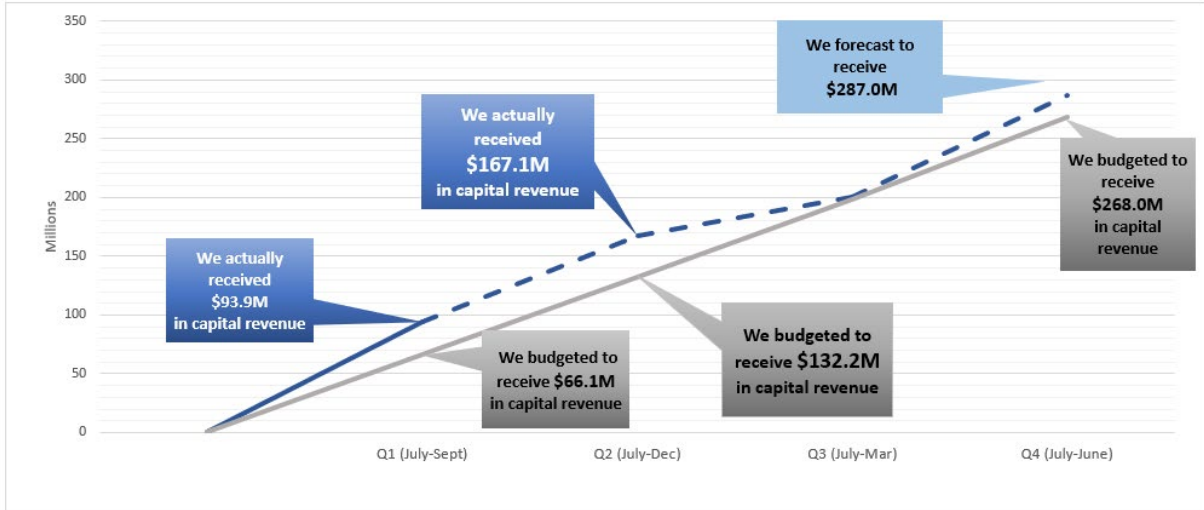 350
300
250
200
150
100
50
0
Millions
We actually
received
$93.9M
in capital revenue
We actually
received
$167.1M
in capital revenue
We forecast to
receive
$287.0M
We budgeted to
receive $66.1M
in capital revenue
We budgeted to
receive $132.2M
in capital revenue
We budgeted to
receive
$268.0M
in capital
revenue
Q1 (July-Sept)
Q2 (July-Dec)
Q3 (July-Mar)
Q4 (July-June)